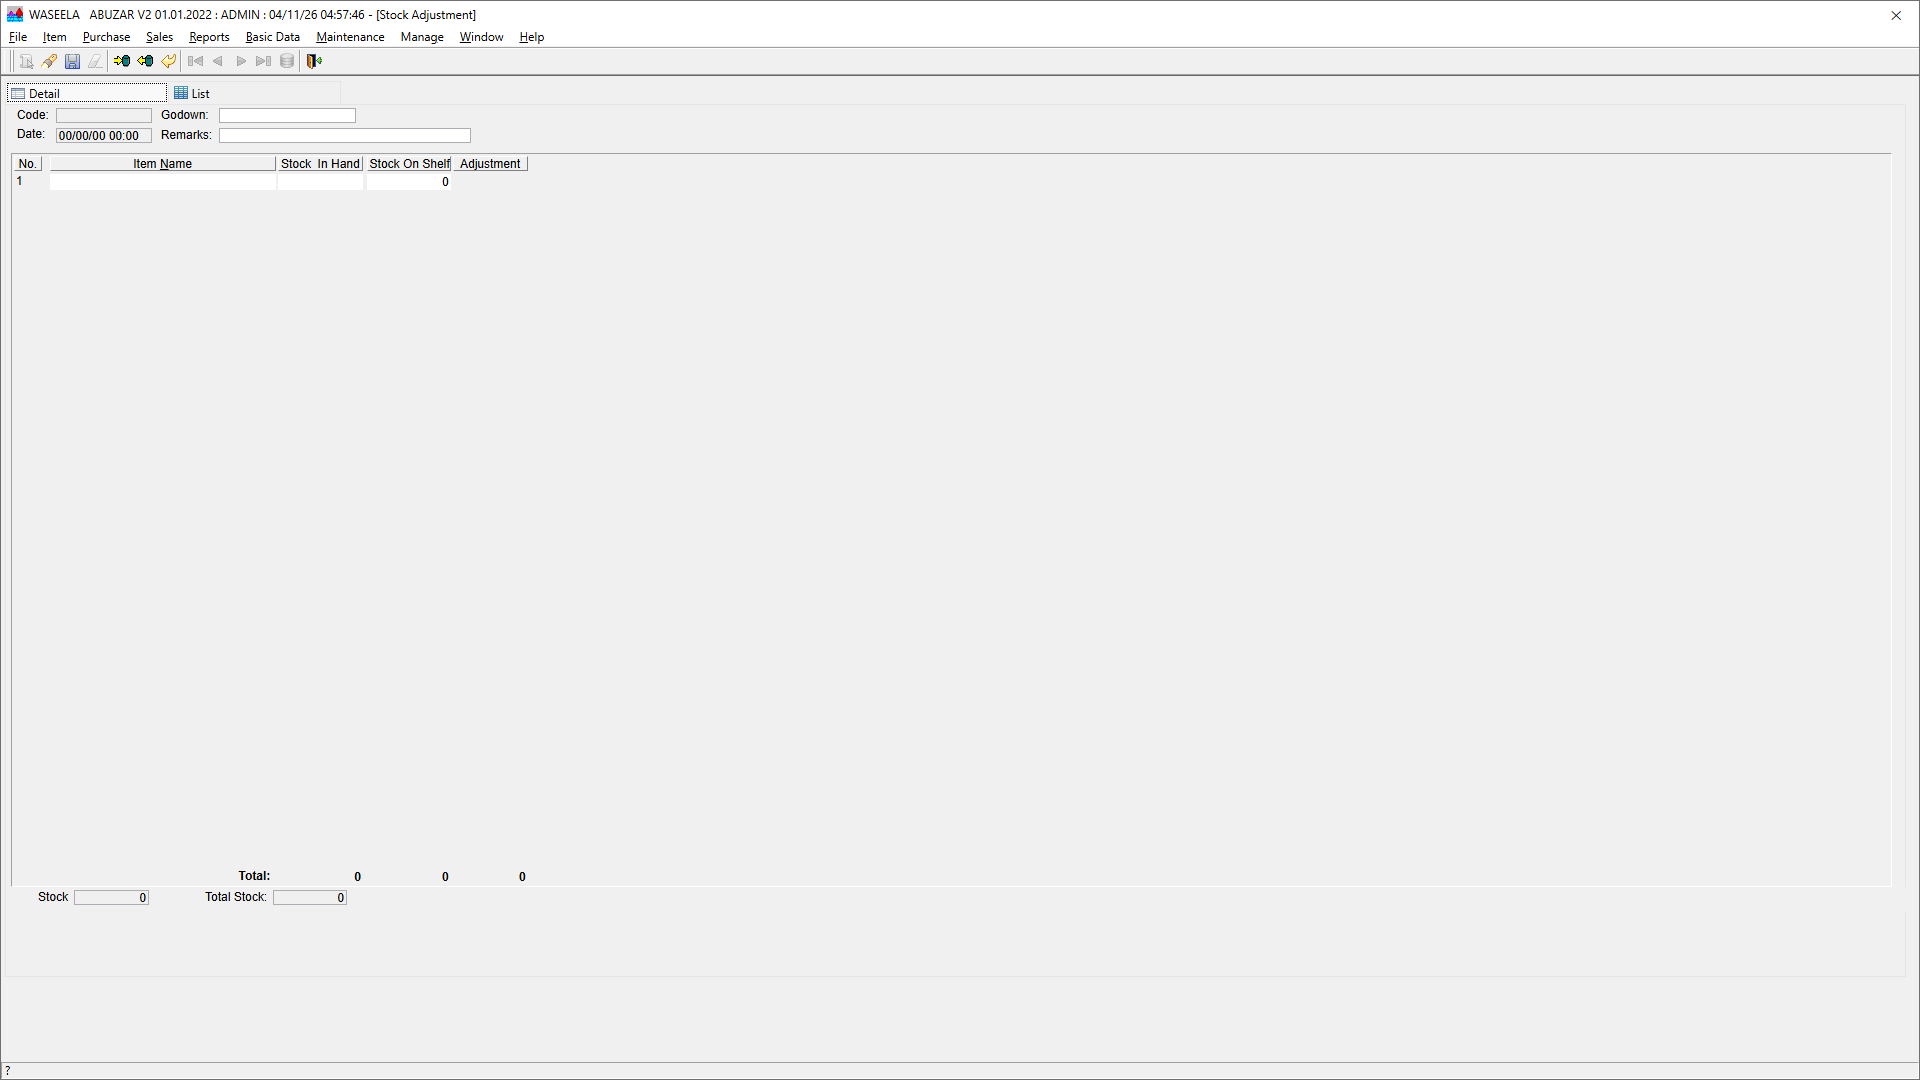 WASEELA   ABUZAR V2 01.01.2022 : ADMIN : 04/11/26 04:57:46 - [Stock Adjustment]
File Item Purchase Sales Reports Basic Data Maintenance Manage Window Help
Detail List
Code: Godown:
Date: 00/00/00 00:00 Remarks:
No. Item Name Stock In Hand Stock On Shelf Adjustment
1 0
Total: 0 0 0
Stock 0 Total Stock: 0
?